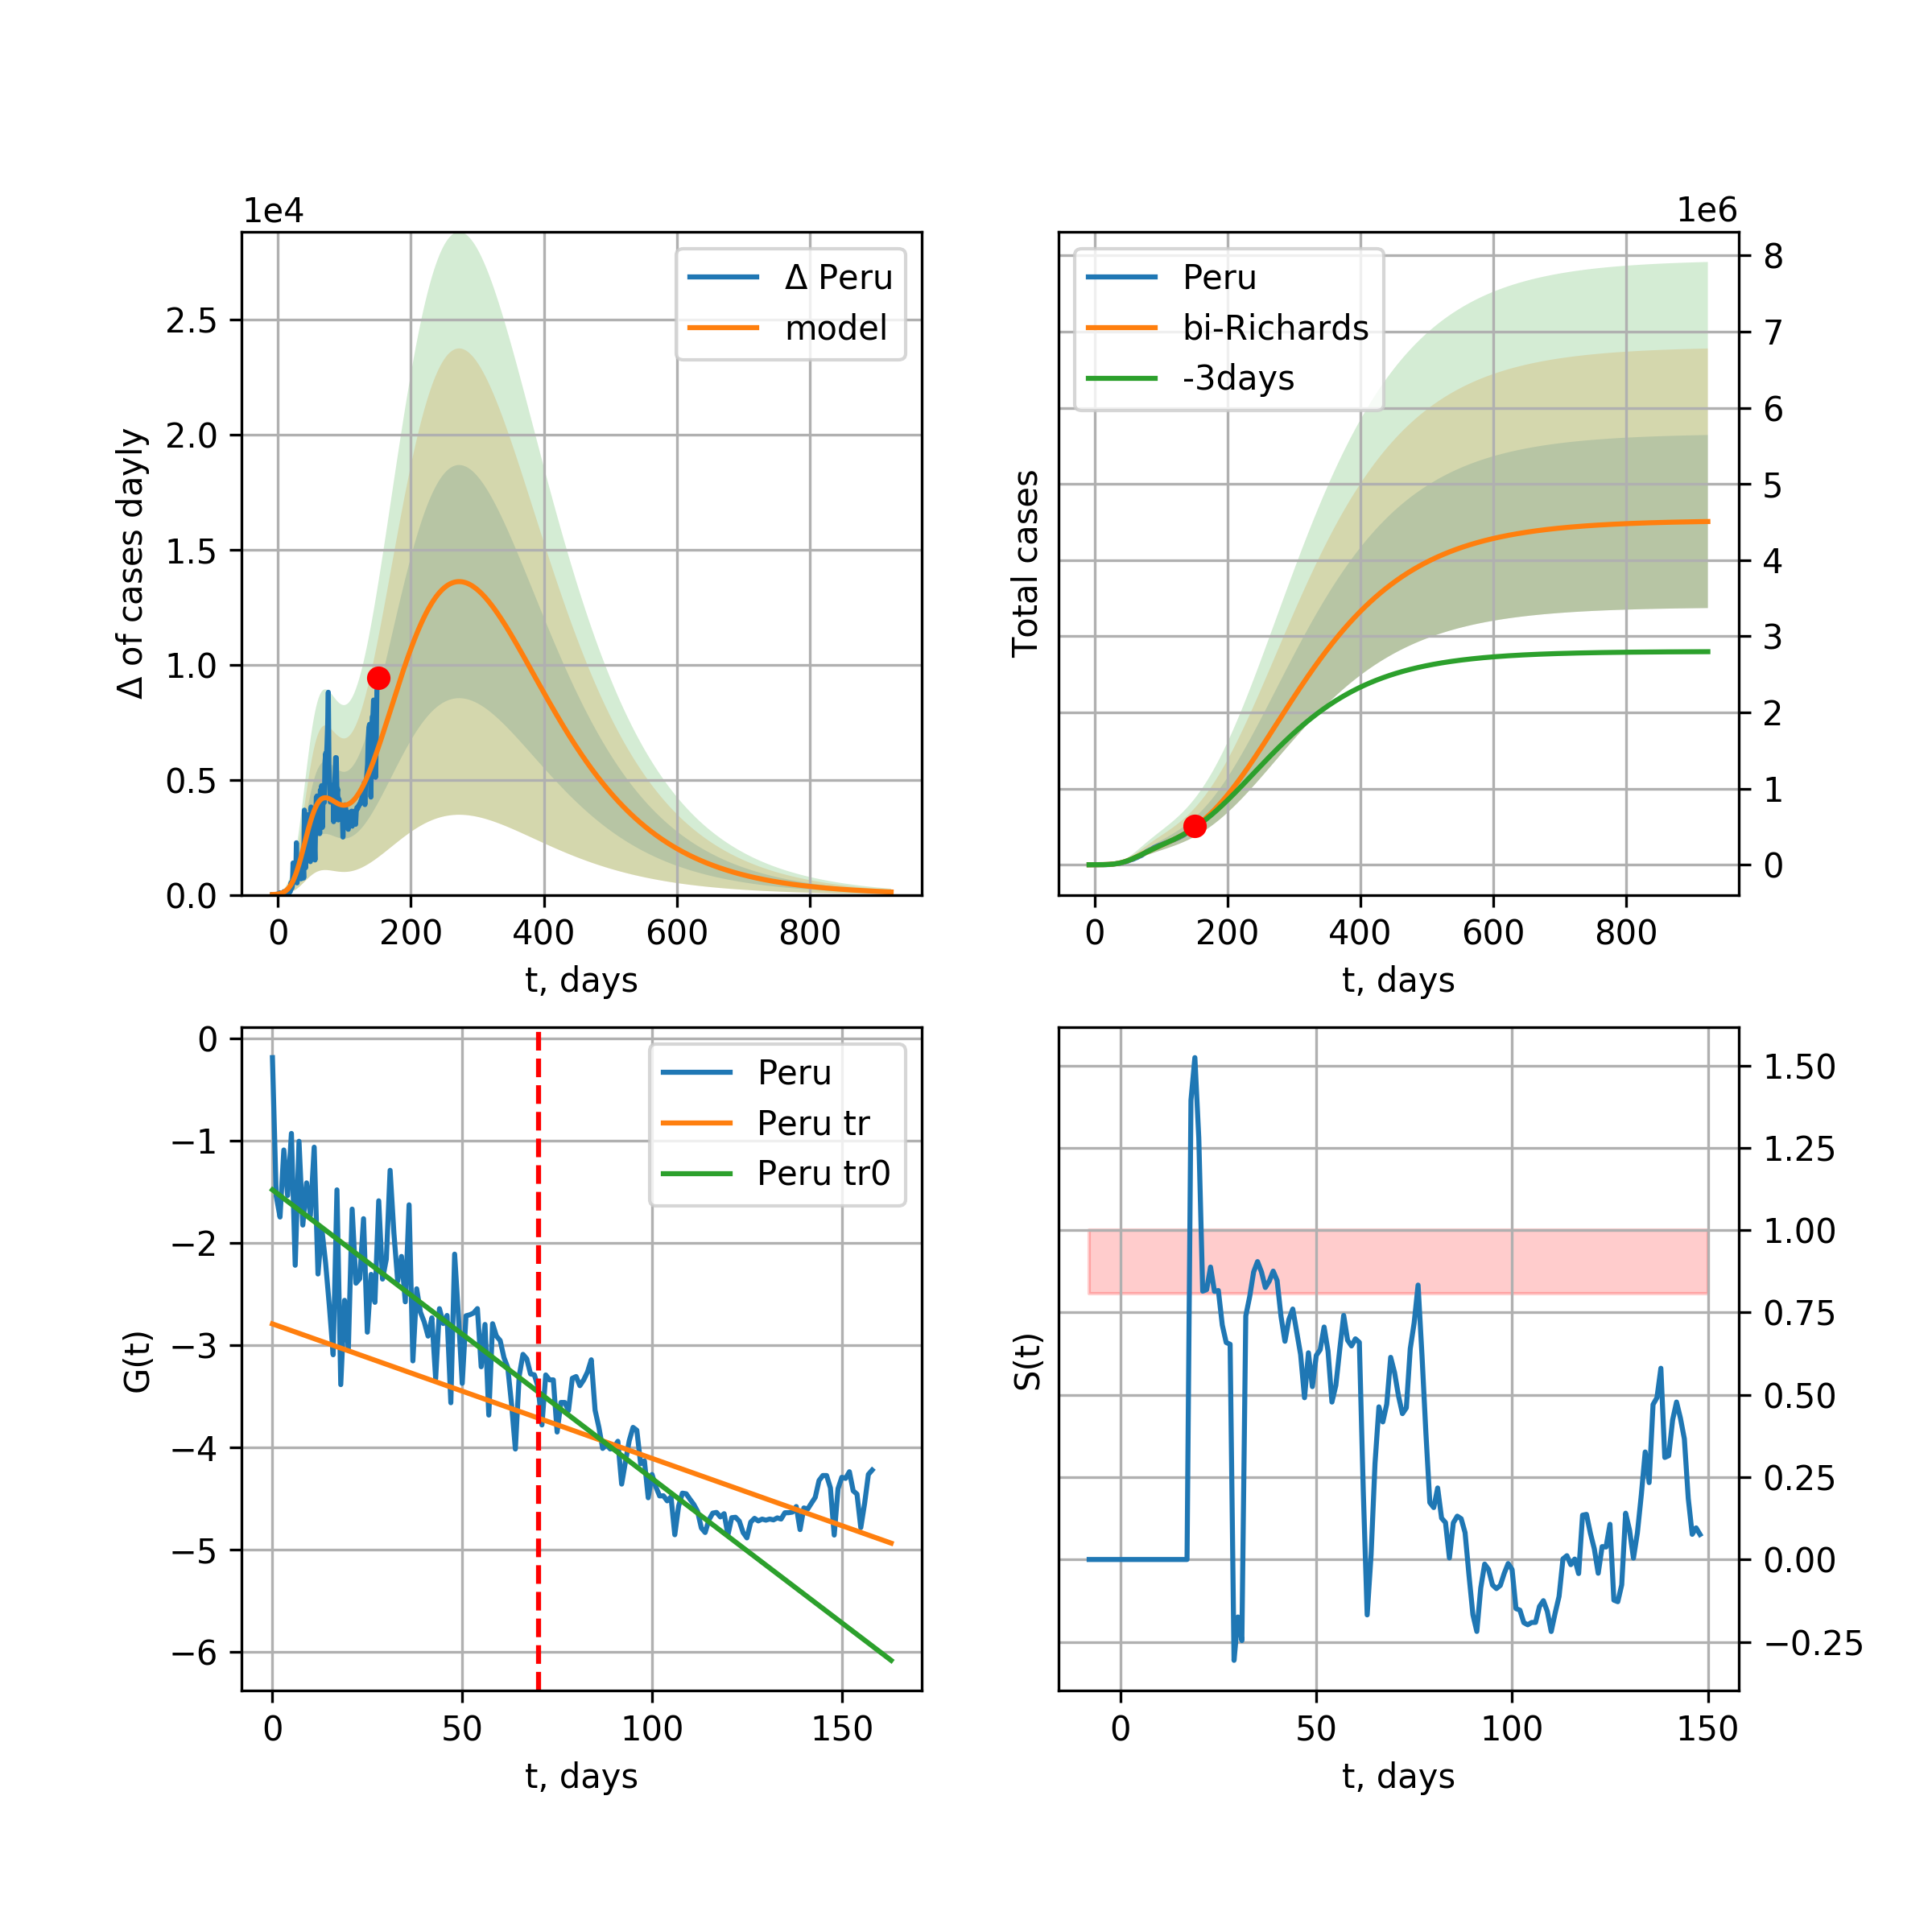 1e4
Δ of cases dayly
2.5
2.0
1.5
1.0
0.5
0.0
Δ Peru
model
0 200 400 600 800
t, days
1e6
Total cases
Peru
bi-Richards
-3days
8
7
6
5
4
3
2
1
0
0 200 400 600 800
t, days
G(t)
0
−1
−2
−3
−4
−5
−6
Peru
Peru tr
Peru tr0
0 50 100 150
t, days
S(t)
1.50
1.25
1.00
0.75
0.50
0.25
0.00
−0.25
0 50 100 150
t, days